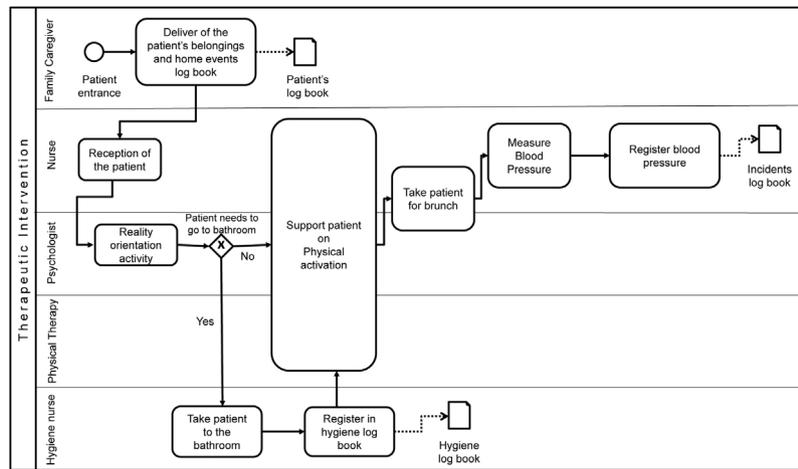 Therapeutic Intervention
Family Caregiver
Patient
entrance
Deliver of the
patient's belongings
and home events
log book
Patient's
log book
Nurse
Reception of
the patient
Measure
Blood
Pressure
Register blood
pressure
Incidents
log book
Take patient
for brunch
Psychologist
Reality
orientation
activity
Patient needs to
go to bathroom
X
No
Support patient
on
Physical
activation
Physical Therapy
Yes
Hygiene nurse
Take patient
to the
bathroom
Register in
hygiene log
book
Hygiene
log book